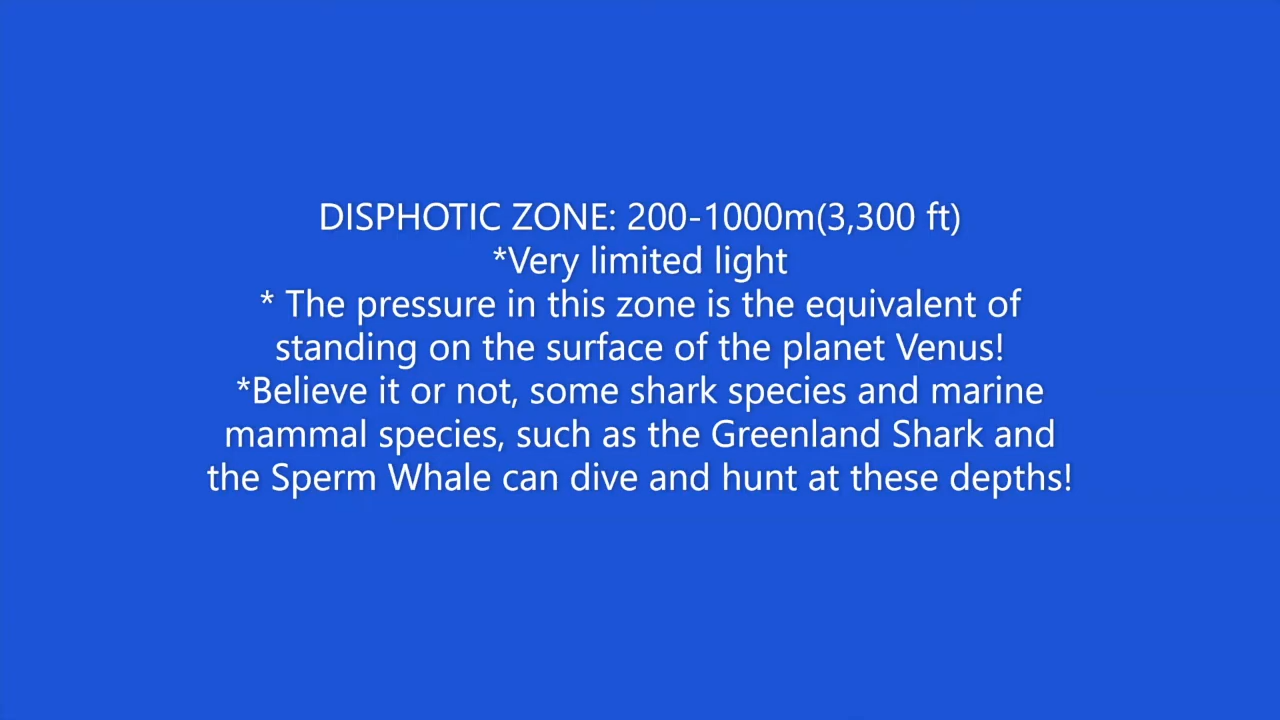 DISPHOTIC ZONE: 200-1000m(3,300 ft)
*Very limited light
* The pressure in this zone is the equivalent of
standing on the surface of the planet Venus!
*Believe it or not, some shark species and marine
mammal species, such as the Greenland Shark and
the Sperm Whale can dive and hunt at these depths!